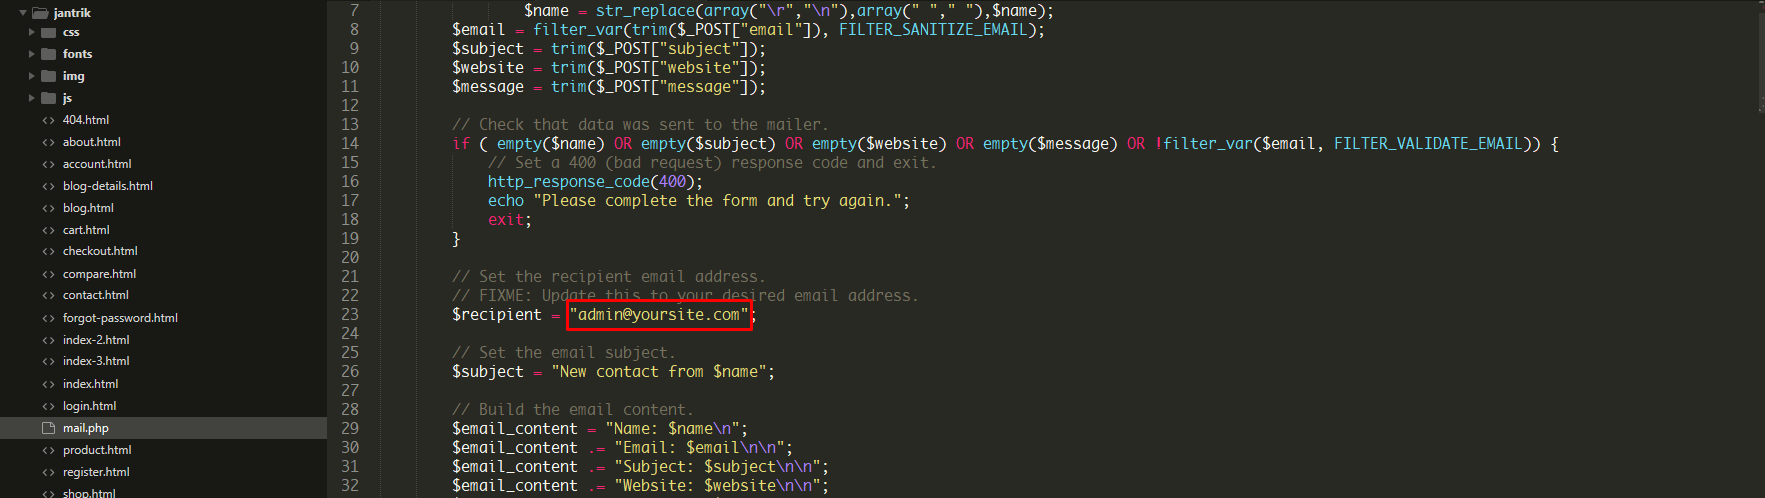 jantrik
css
fonts
img
js
404.html
about.html
account.html
blog-details.html
blog.html
cart.html
checkout.html
compare.html
contact.html
forgot-password.html
index-2.html
index-3.html
index.html
login.html
mail.php
product.html
register.html
shop.html
7 $name = str_replace(array("\r","\n"),array(" "," "),$name);
8 $email = filter_var(trim($_POST["email"]), FILTER_SANITIZE_EMAIL);
9 $subject = trim($_POST["subject"]);
10 $website = trim($_POST["website"]);
11 $message = trim($_POST["message"]);
12
13 // Check that data was sent to the mailer.
14 if ( empty($name) OR empty($subject) OR empty($website) OR empty($message) OR !filter_var($email, FILTER_VALIDATE_EMAIL)) {
15 // Set a 400 (bad request) response code and exit.
16 http_response_code(400);
17 echo "Please complete the form and try again.";
18 exit;
19 }
20
21 // Set the recipient email address.
22 // FIXME: Update this to your desired email address.
23 $recipient = "admin@yoursite.com";
24
25 // Set the email subject.
26 $subject = "New contact from $name";
27
28 // Build the email content.
29 $email_content = "Name: $name\n";
30 $email_content .= "Email: $email\n\n";
31 $email_content .= "Subject: $subject\n\n";
32 $email_content .= "Website: $website\n\n";